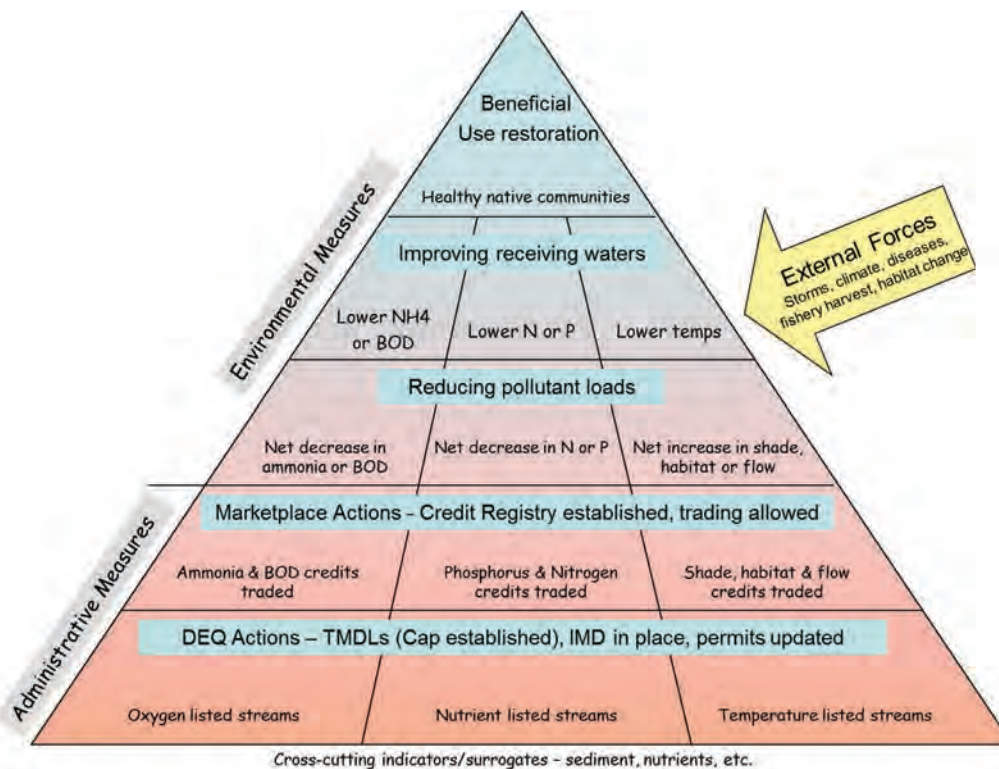 Beneficial
Use restoration
Healthy native communities
Improving receiving waters
Lower NH4
or BOD
Lower N or P
Lower temps
Reducing pollutant loads
Net decrease in
ammonia or BOD
Net decrease in N or P
Net increase in shade,
habitat or flow
Marketplace Actions - Credit Registry established, trading allowed
Ammonia & BOD credits
traded
Phosphorus & Nitrogen
credits traded
Shade, habitat & flow
credits traded
DEQ Actions – TMDLs (Cap established), IMD in place, permits updated
Oxygen listed streams
Nutrient listed streams
Temperature listed streams
Cross-cutting indicators/surrogates - sediment, nutrients, etc.
Environmental Measures
Administrative Measures
External Forces
Storms, climate, diseases,
fishery harvest, habitat change